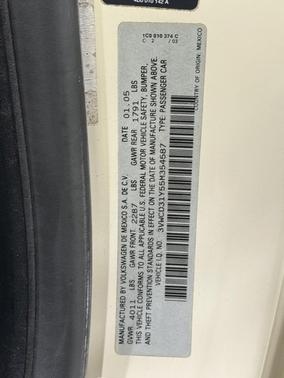 1C0 010 374 C
C 2 / 03
COUNTRY OF ORIGIN: MEXICO
MANUFACTURED BY VOLKSWAGEN DE MEXICO S.A. DE C.V. DATE 01.05
GVWR 4011 LBS GAWR FRONT 2287 LBS GAWR REAR 1791 LBS
THIS VEHICLE CONFORMS TO ALL APPLICABLE U.S. FEDERAL MOTOR VEHICLE SAFETY, BUMPER,
AND THEFT PREVENTION STANDARDS IN EFFECT ON THE DATE OF MANUFACTURE SHOWN ABOVE.
VEHICLE I.D. NO: 3VWCD31Y55M354587 TYPE: PASSENGER CAR